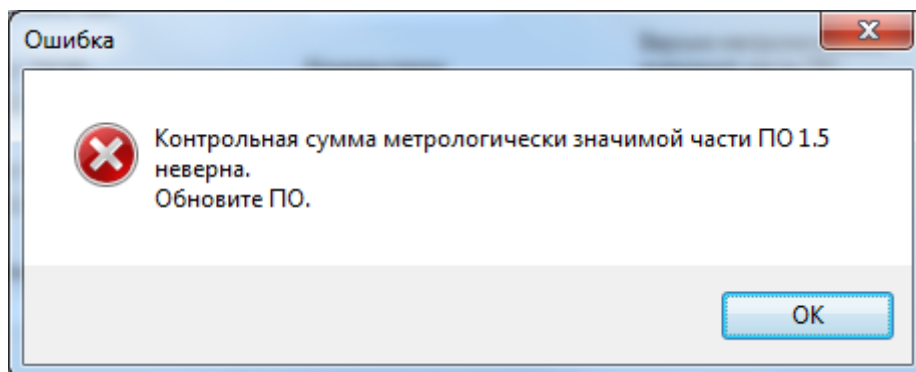 Ошибка
Контрольная сумма метрологически значимой части ПО 1.5
неверна.
Обновите ПО.
OK